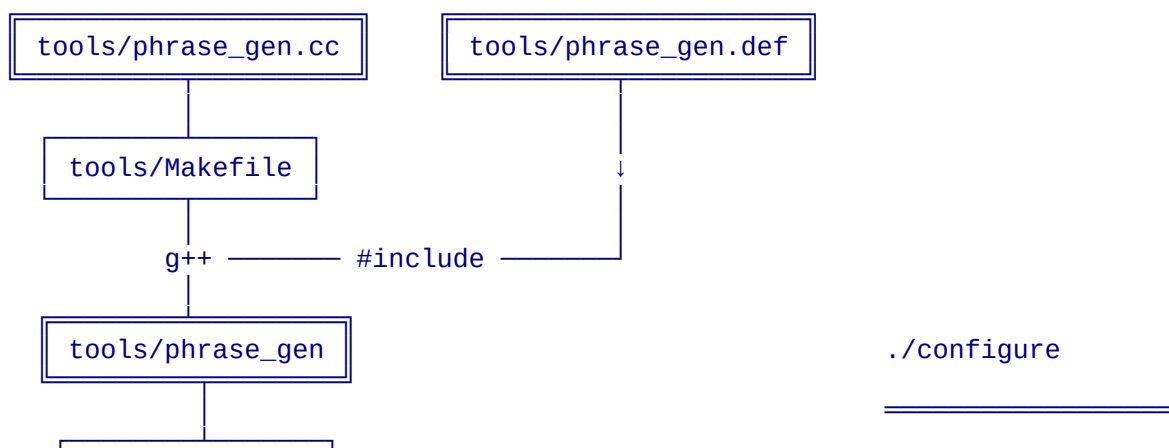 tools/phrase_gen.cc tools/phrase_gen.def
tools/Makefile
↓
g++ #include
tools/phrase_gen ./configure